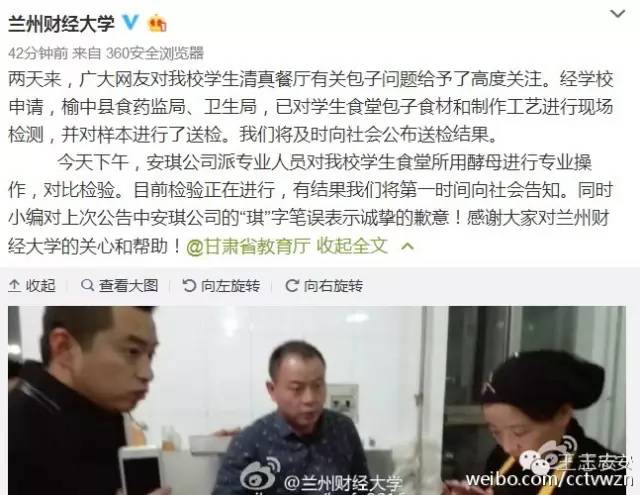 兰州财经大学
42分钟前 来自 360安全浏览器
两天来，广大网友对我校学生清真餐厅有关包子问题给予了高度关注。经学校
申请，榆中县食药监局、卫生局，已对学生食堂包子食材和制作工艺进行现场
检测，并对样本进行了送检。我们将及时向社会公布送检结果。
今天下午，安琪公司派专业人员对我校学生食堂所用酵母进行专业操
作，对比检验。目前检验正在进行，有结果我们将第一时间向社会告知。同时
小编对上次公告中安琪公司的“琪”字笔误表示诚挚的歉意！感谢大家对兰州财
经大学的关心和帮助！@甘肃省教育厅 收起全文
收起 查看大图 向左旋转 向右旋转
@兰州财经大学
王志安
weibo.com/cctvwzn